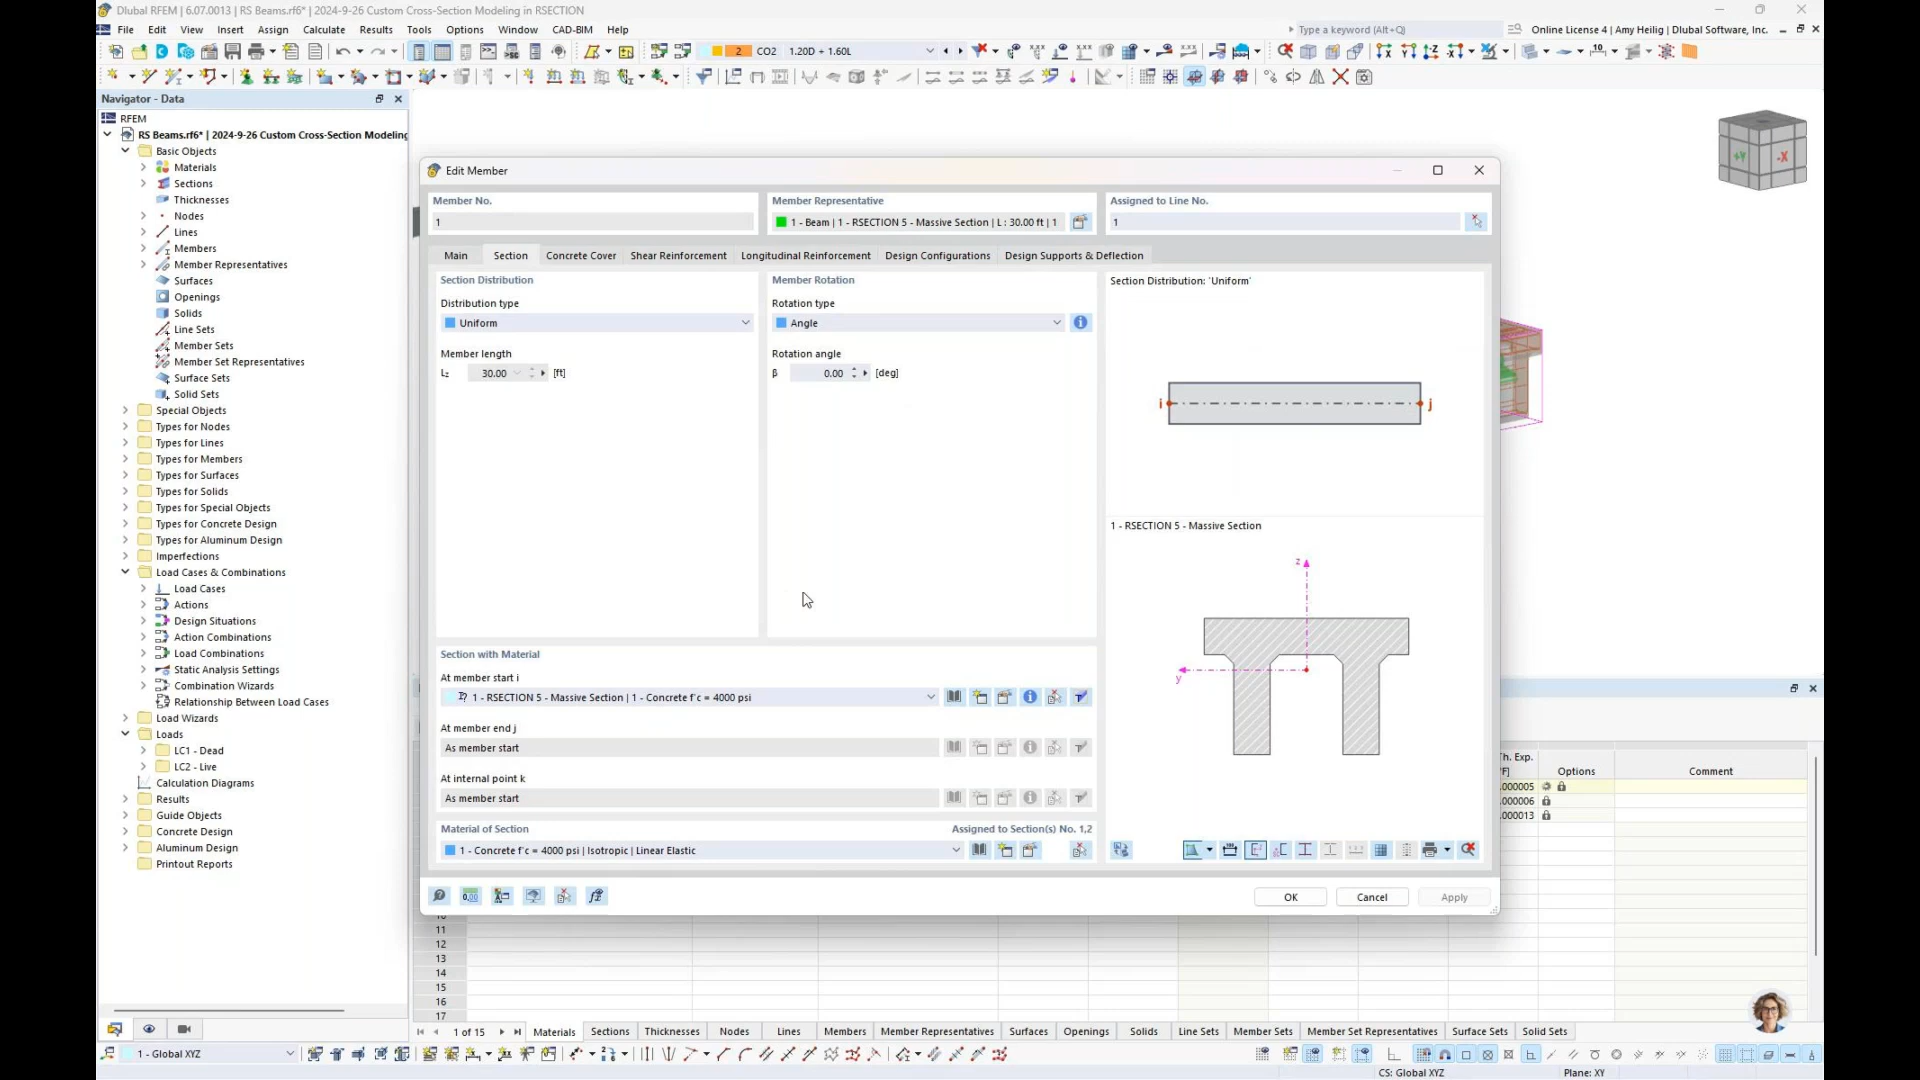 Dlubal RFEM | 6.07.0013 | RS Beams.rf6* | 2024-9-26 Custom Cross-Section Modeling in RSECTION
File Edit View Insert Assign Calculate Results Tools Options Window CAD-BIM Help
Type a keyword (Alt+Q)
Online License 4 | Amy Heilig | Dlubal Software, Inc.
2 CO2 1.20D + 1.60L
Navigator - Data
RFEM
RS Beams.rf6* | 2024-9-26 Custom Cross-Section Modeling
Basic Objects
Materials
Sections
Thicknesses
Nodes
Lines
Members
Member Representatives
Surfaces
Openings
Solids
Line Sets
Member Sets
Member Set Representatives
Surface Sets
Solid Sets
Special Objects
Types for Nodes
Types for Lines
Types for Members
Types for Surfaces
Types for Solids
Types for Special Objects
Types for Concrete Design
Types for Aluminum Design
Imperfections
Load Cases & Combinations
Load Cases
Actions
Design Situations
Action Combinations
Load Combinations
Static Analysis Settings
Combination Wizards
Relationship Between Load Cases
Load Wizards
Loads
LC1 - Dead
LC2 - Live
Calculation Diagrams
Results
Guide Objects
Concrete Design
Aluminum Design
Printout Reports
1 - Global XYZ
Edit Member
Member No.
1
Member Representative
1 - Beam | 1 - RSECTION 5 - Massive Section | L : 30.00 ft | 1
Assigned to Line No.
1
Main Section Concrete Cover Shear Reinforcement Longitudinal Reinforcement Design Configurations Design Supports & Deflection
Section Distribution
Distribution type
Uniform
Member length
Lz 30.00 [ft]
Member Rotation
Rotation type
Angle
Rotation angle
β 0.00 [deg]
Section Distribution: 'Uniform'
i j
1 - RSECTION 5 - Massive Section
z
y
Section with Material
At member start i
1 - RSECTION 5 - Massive Section | 1 - Concrete f'c = 4000 psi
At member end j
As member start
At internal point k
As member start
Material of Section
Assigned to Section(s) No. 1,2
1 - Concrete f'c = 4000 psi | Isotropic | Linear Elastic
OK Cancel Apply
+Y -X
Th. Exp.
Options Comment
.000005
.000006
.000013
11
12
13
14
15
16
17
1 of 15
Materials Sections Thicknesses Nodes Lines Members Member Representatives Surfaces Openings Solids Line Sets Member Sets Member Set Representatives Surface Sets Solid Sets
CS: Global XYZ
Plane: XY